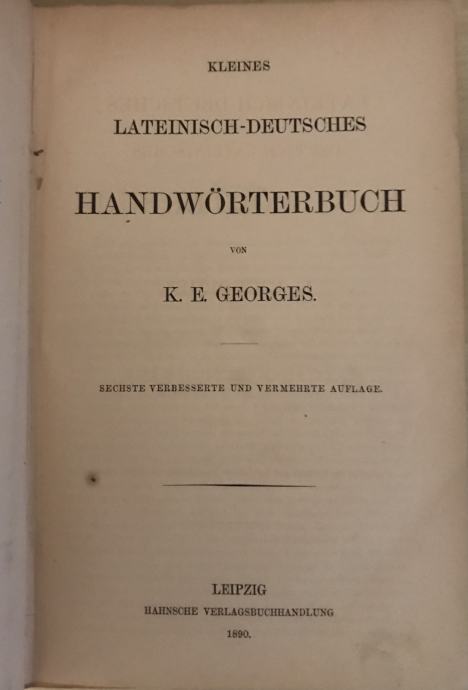 KLEINES
LATEINISCH-DEUTSCHES
HANDWÖRTERBUCH
VON
K. E. GEORGES.
SECHSTE VERBESSERTE UND VERMEHRTE AUFLAGE.
LEIPZIG
HAHNSCHE VERLAGSBUCHHANDLUNG
1890.